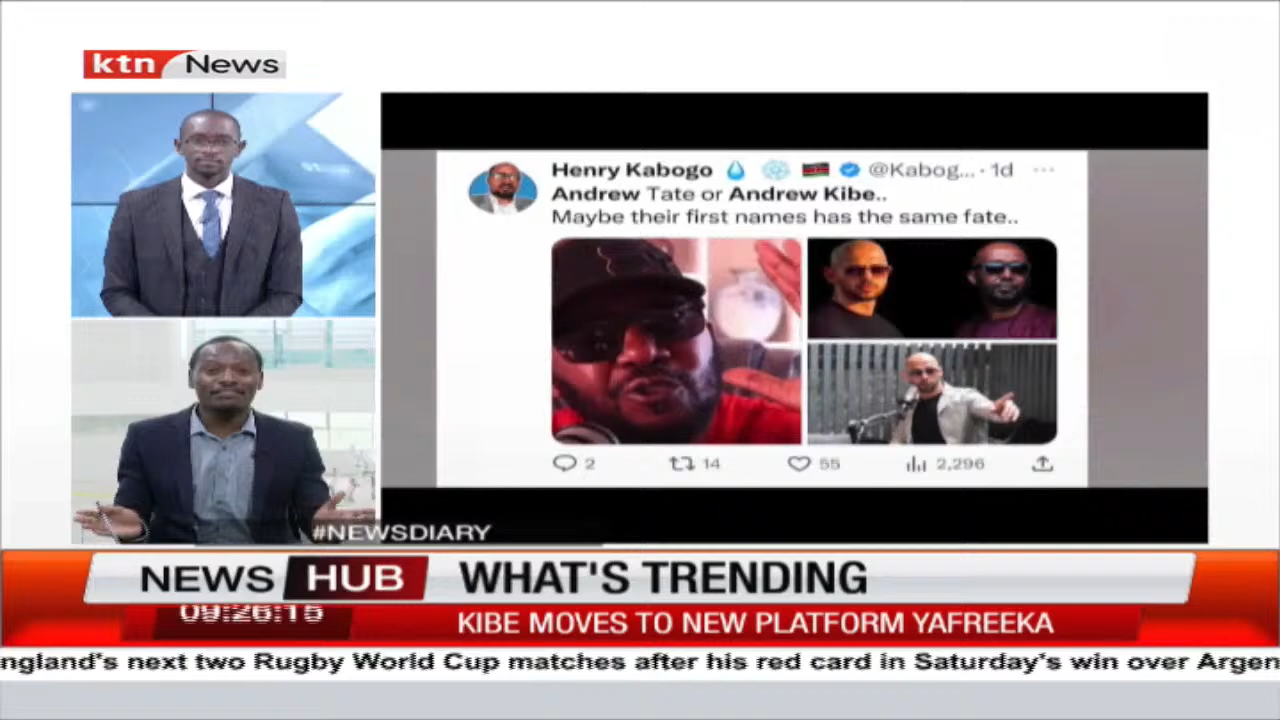 ktn News
Henry Kabogo @Kabog... · 1d ...
Andrew Tate or Andrew Kibe..
Maybe their first names has the same fate..
2 14 55 2,296
#NEWSDIARY
NEWS HUB WHAT'S TRENDING
09:26:15
KIBE MOVES TO NEW PLATFORM YAFREEKA
ngland's next two Rugby World Cup matches after his red card in Saturday's win over Argen